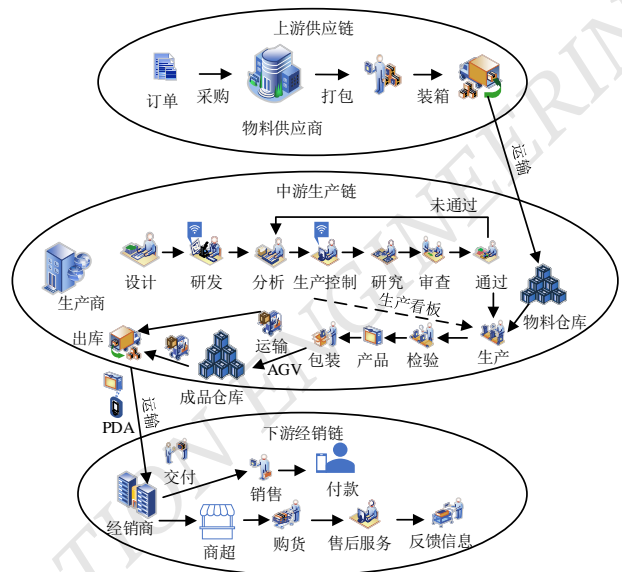 上游供应链
订单
采购
打包
装箱
物料供应商
运输
中游生产链
未通过
设计
研发
分析
生产控制
研究
审查
通过
生产商
生产看板
物料仓库
出库
运输
包装
产品
检验
生产
AGV
成品仓库
PDA
运输
下游经销链
交付
销售
付款
经销商
商超
购货
售后服务
反馈信息
TION ENGINEERIN